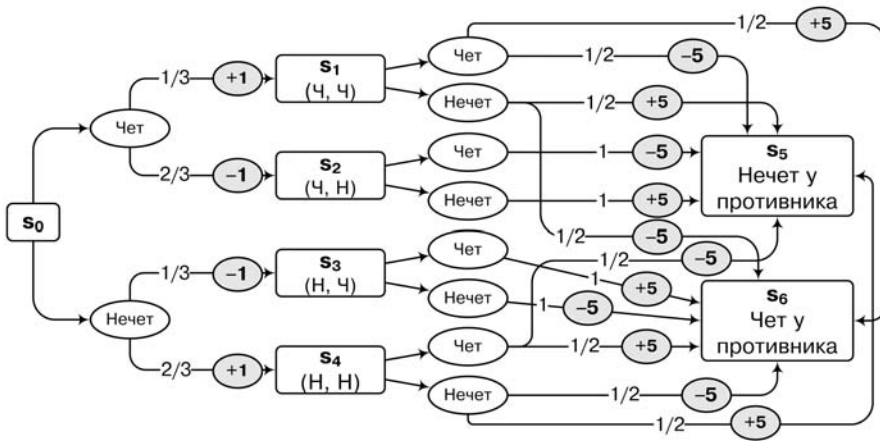 1/2 +5
Чет 1/2 −5
1/3 +1 s₁
(Ч, Ч)
Нечет 1/2 +5
Чет
2/3 −1 s₂
(Ч, Н)
Чет 1 −5
Нечет 1 +5
s₅
Нечет у
противника
s₀
1/2 −5
1/2 −5
1/3 −1 s₃
(Н, Ч)
Чет 1 +5
Нечет 1 −5
s₆
Чет у
противника
Нечет
2/3 +1 s₄
(Н, Н)
Чет 1/2 +5
Нечет 1/2 −5
1/2 +5